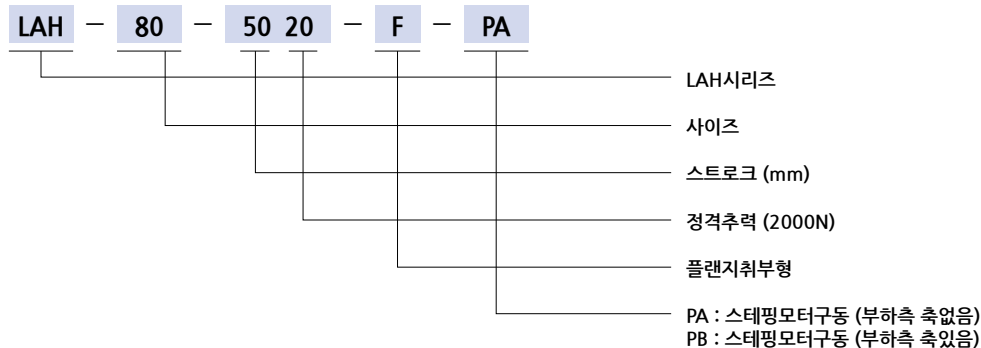 LAH - 80 - 50 20 - F - PA
LAH시리즈
사이즈
스트로크 (mm)
정격추력 (2000N)
플랜지취부형
PA : 스테핑모터구동 (부하측 축없음)
PB : 스테핑모터구동 (부하측 축있음)